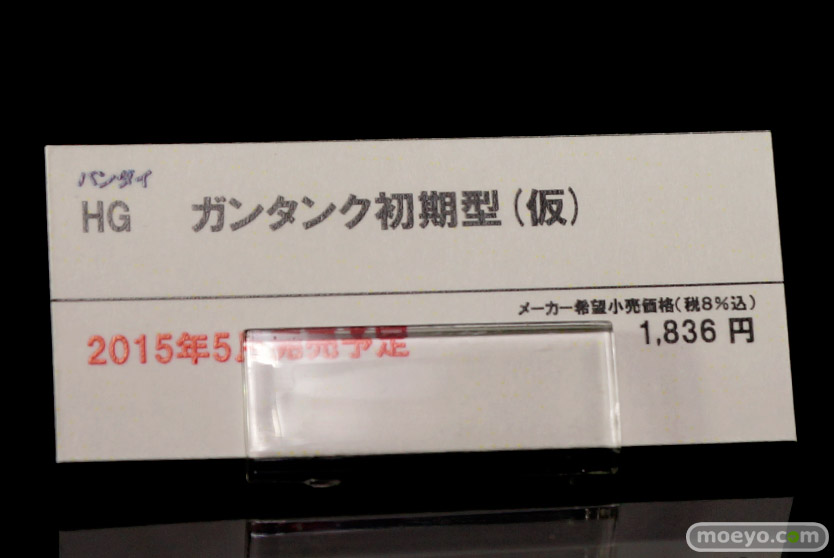 バンダイ
HG ガンタンク初期型(仮)
メーカー希望小売価格(税8%込)
2015年5月発売予定
1,836 円
moeyo.com